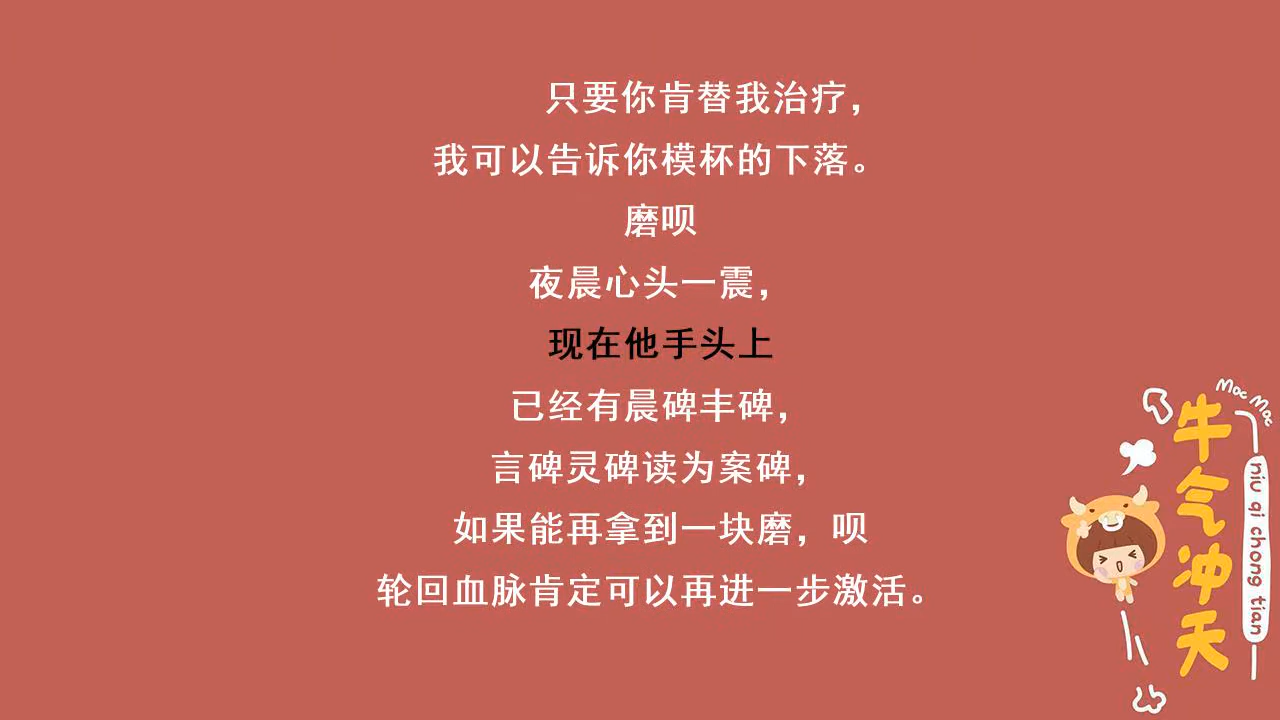 只要你肯替我治疗，
我可以告诉你模杯的下落。
磨呗
夜晨心头一震，
现在他手头上
已经有晨碑丰碑，
言碑灵碑读为案碑，
如果能再拿到一块磨，呗
轮回血脉肯定可以再进一步激活。
Moc Moc
牛气冲天
niu qi chong tian